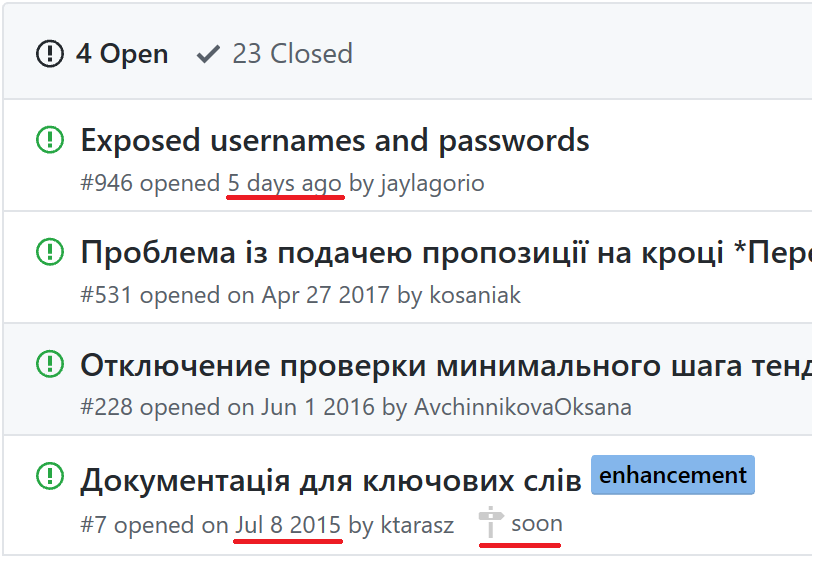 4 Open 23 Closed
Exposed usernames and passwords
#946 opened 5 days ago by jaylagorio
Проблема із подачею пропозиції на кроці *Пер
#531 opened on Apr 27 2017 by kosaniak
Отключение проверки минимального шага тенд
#228 opened on Jun 1 2016 by AvchinnikovaOksana
Документація для ключових слів enhancement
#7 opened on Jul 8 2015 by ktarasz soon